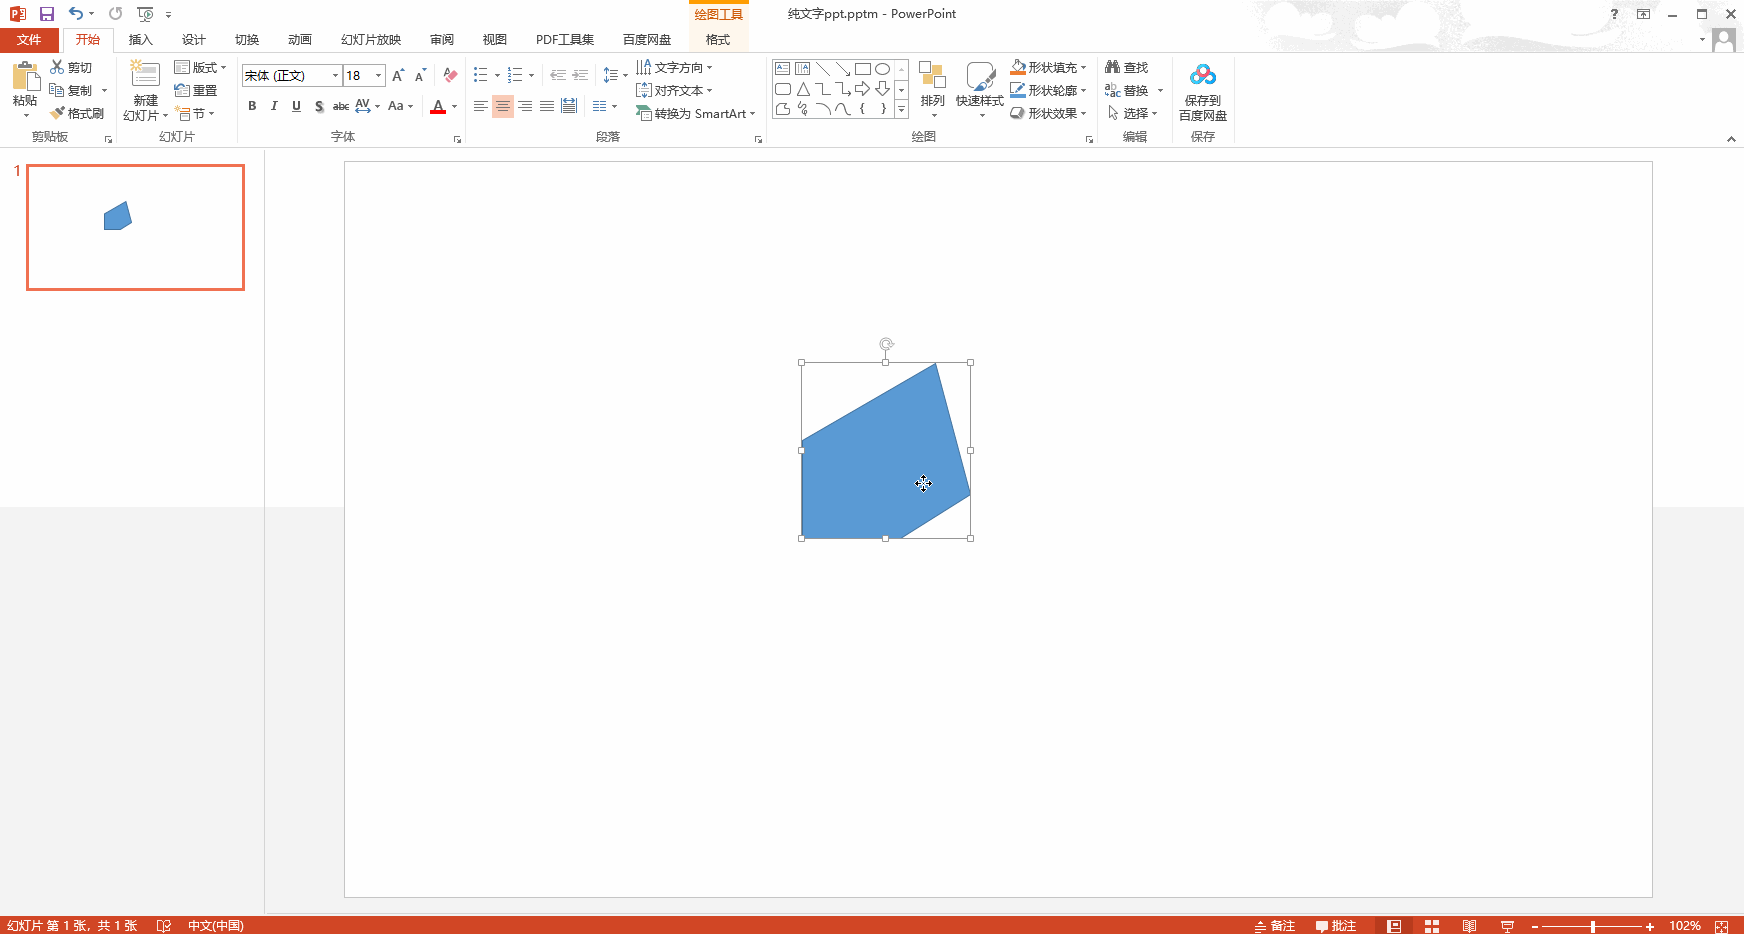 绘图工具
纯文字ppt.pptm - PowerPoint
?
文件 开始 插入 设计 切换 动画 幻灯片放映 审阅 视图 PDF工具集 百度网盘 格式
粘贴
剪切
复制
格式刷
剪贴板
新建
幻灯片
版式
重置
节
幻灯片
宋体 (正文) 18 A A
B I U S abc AV Aa A
字体
文字方向
对齐文本
转换为 SmartArt
段落
排列
快速样式
形状填充
形状轮廓
形状效果
绘图
查找
替换
选择
编辑
保存到
百度网盘
保存
1
幻灯片 第 1 张，共 1 张 中文(中国) 备注 批注 102%